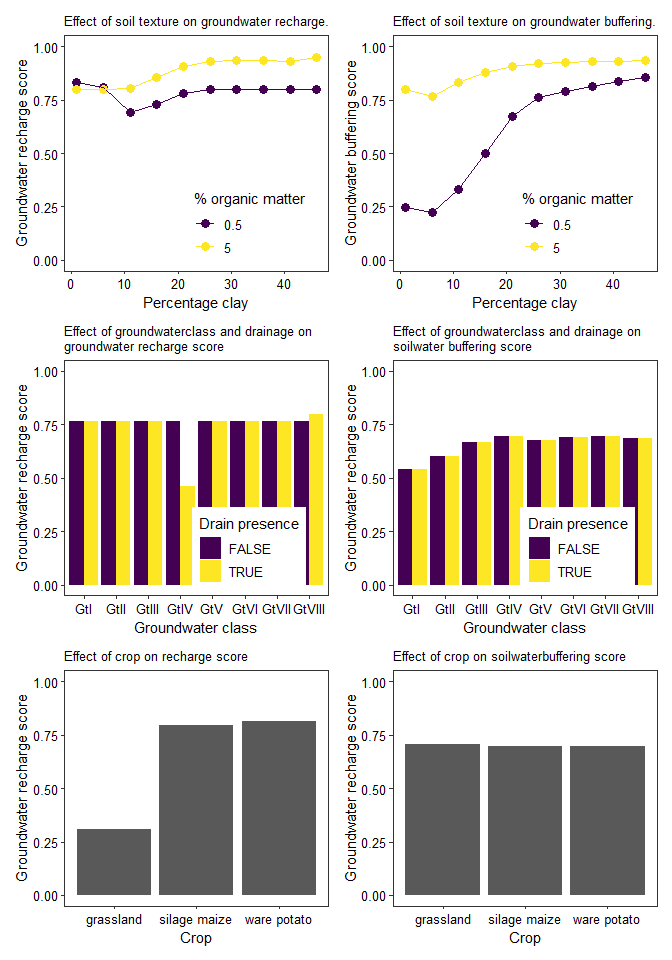 Effect of soil texture on groundwater recharge.
Groundwater recharge score
1.00
0.75
0.50
0.25
0.00
% organic matter
0.5
5
0 10 20 30 40
Percentage clay
Effect of soil texture on groundwater buffering.
Groundwater buffering score
1.00
0.75
0.50
0.25
0.00
% organic matter
0.5
5
0 10 20 30 40
Percentage clay
Effect of groundwaterclass and drainage on
groundwater recharge score
Groundwater recharge score
1.00
0.75
0.50
0.25
0.00
Drain presence
FALSE
TRUE
GtI GtII GtIII GtIV GtV GtVI GtVII GtVIII
Groundwater class
Effect of groundwaterclass and drainage on
soilwater buffering score
Groundwater recharge score
1.00
0.75
0.50
0.25
0.00
Drain presence
FALSE
TRUE
GtI GtII GtIII GtIV GtV GtVI GtVII GtVIII
Groundwater class
Effect of crop on recharge score
Groundwater recharge score
1.00
0.75
0.50
0.25
0.00
grassland silage maize ware potato
Crop
Effect of crop on soilwaterbuffering score
Groundwater recharge score
1.00
0.75
0.50
0.25
0.00
grassland silage maize ware potato
Crop